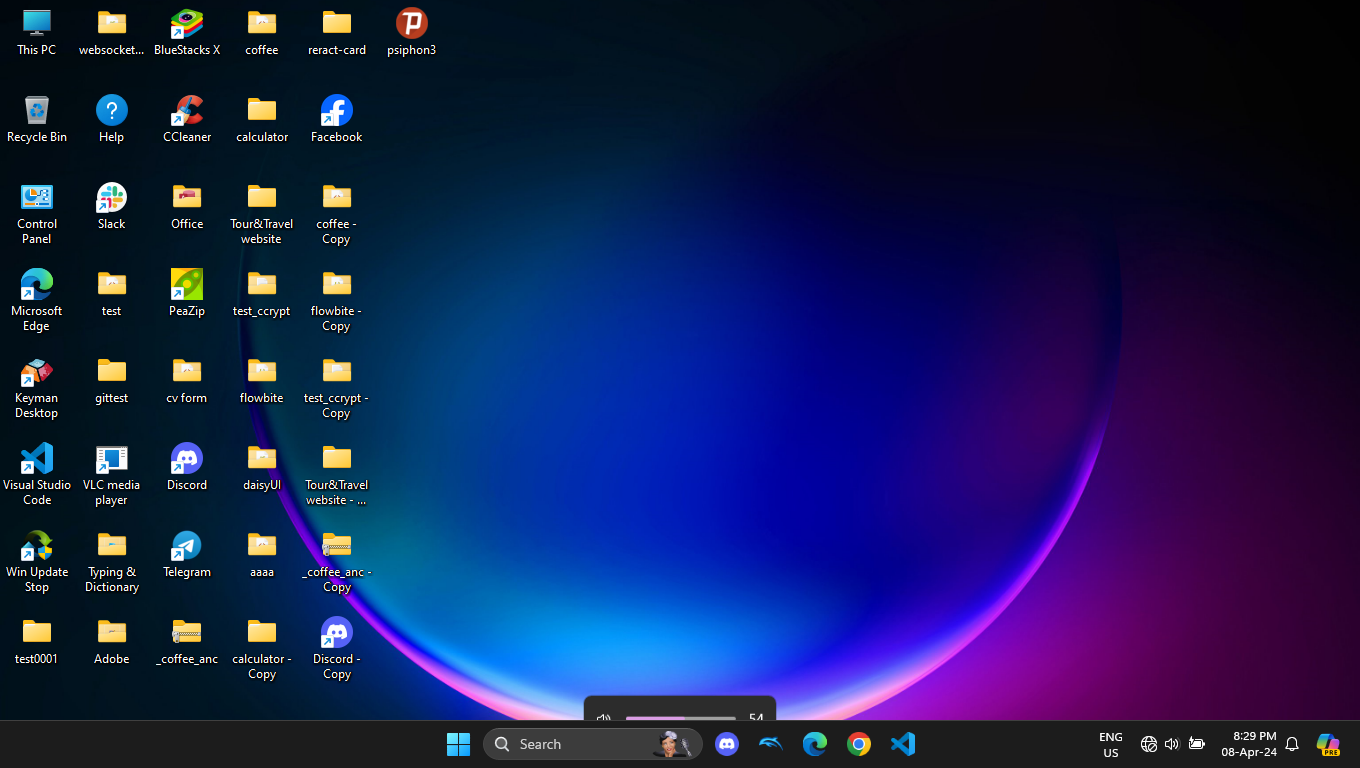 This PC
websocket...
BlueStacks X
coffee
reract-card
psiphon3
Recycle Bin
Help
CCleaner
calculator
Facebook
Control
Panel
Slack
Office
Tour&Travel
website
coffee -
Copy
Microsoft
Edge
test
PeaZip
test_ccrypt
flowbite -
Copy
Keyman
Desktop
gittest
cv form
flowbite
test_ccrypt -
Copy
Visual Studio
Code
VLC media
player
Discord
daisyUI
Tour&Travel
website - ...
Win Update
Stop
Typing &
Dictionary
Telegram
aaaa
_coffee_anc -
Copy
test0001
Adobe
_coffee_anc
calculator -
Copy
Discord -
Copy
54
Search
ENG
US
8:29 PM
08-Apr-24
PRE